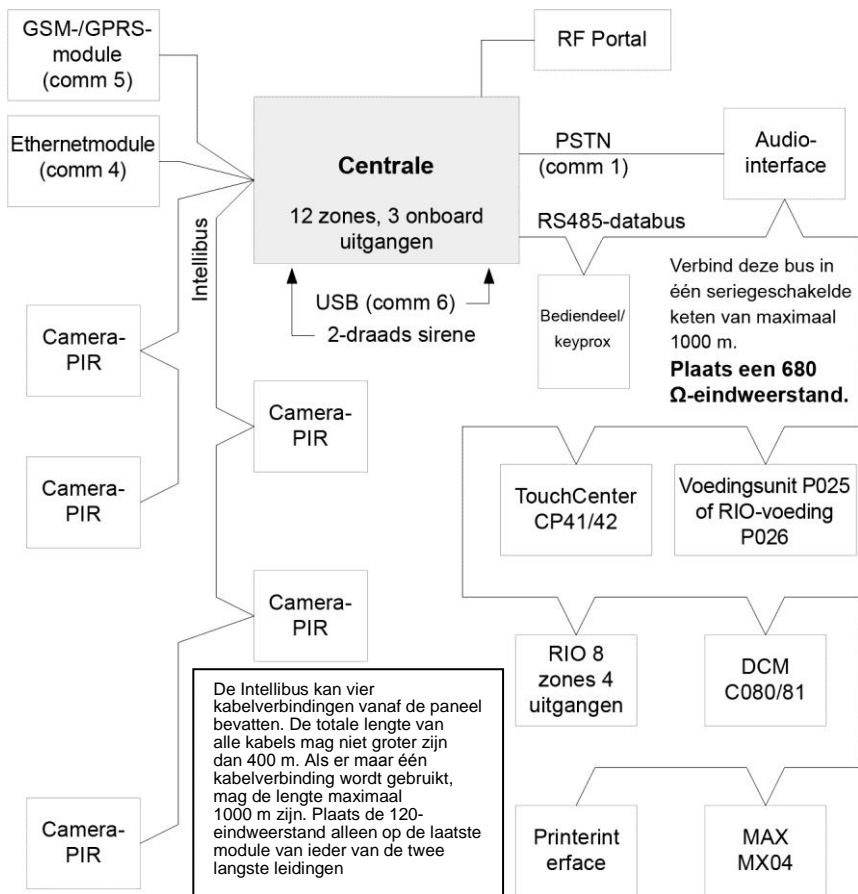 GSM-/GPRS-
module
(comm 5)
RF Portal
Ethernetmodule
(comm 4)
Centrale
12 zones, 3 onboard
uitgangen
PSTN
(comm 1)
Audio-
interface
RS485-databus
Intellibus
USB (comm 6)
2-draads sirene
Bediendeel/
keyprox
Verbind deze bus in
één seriegeschakelde
keten van maximaal
1000 m.
Plaats een 680
Ω-eindweerstand.
Camera-
PIR
Camera-
PIR
Camera-
PIR
TouchCenter
CP41/42
Voedingsunit P025
of RIO-voeding
P026
Camera-
PIR
RIO 8
zones 4
uitgangen
DCM
C080/81
De Intellibus kan vier
kabelverbindingen vanaf de paneel
bevatten. De totale lengte van
alle kabels mag niet groter zijn
dan 400 m. Als er maar één
kabelverbinding wordt gebruikt,
mag de lengte maximaal
1000 m zijn. Plaats de 120-
eindweerstand alleen op de laatste
module van ieder van de twee
langste leidingen
Camera-
PIR
Printerint
erface
MAX
MX04